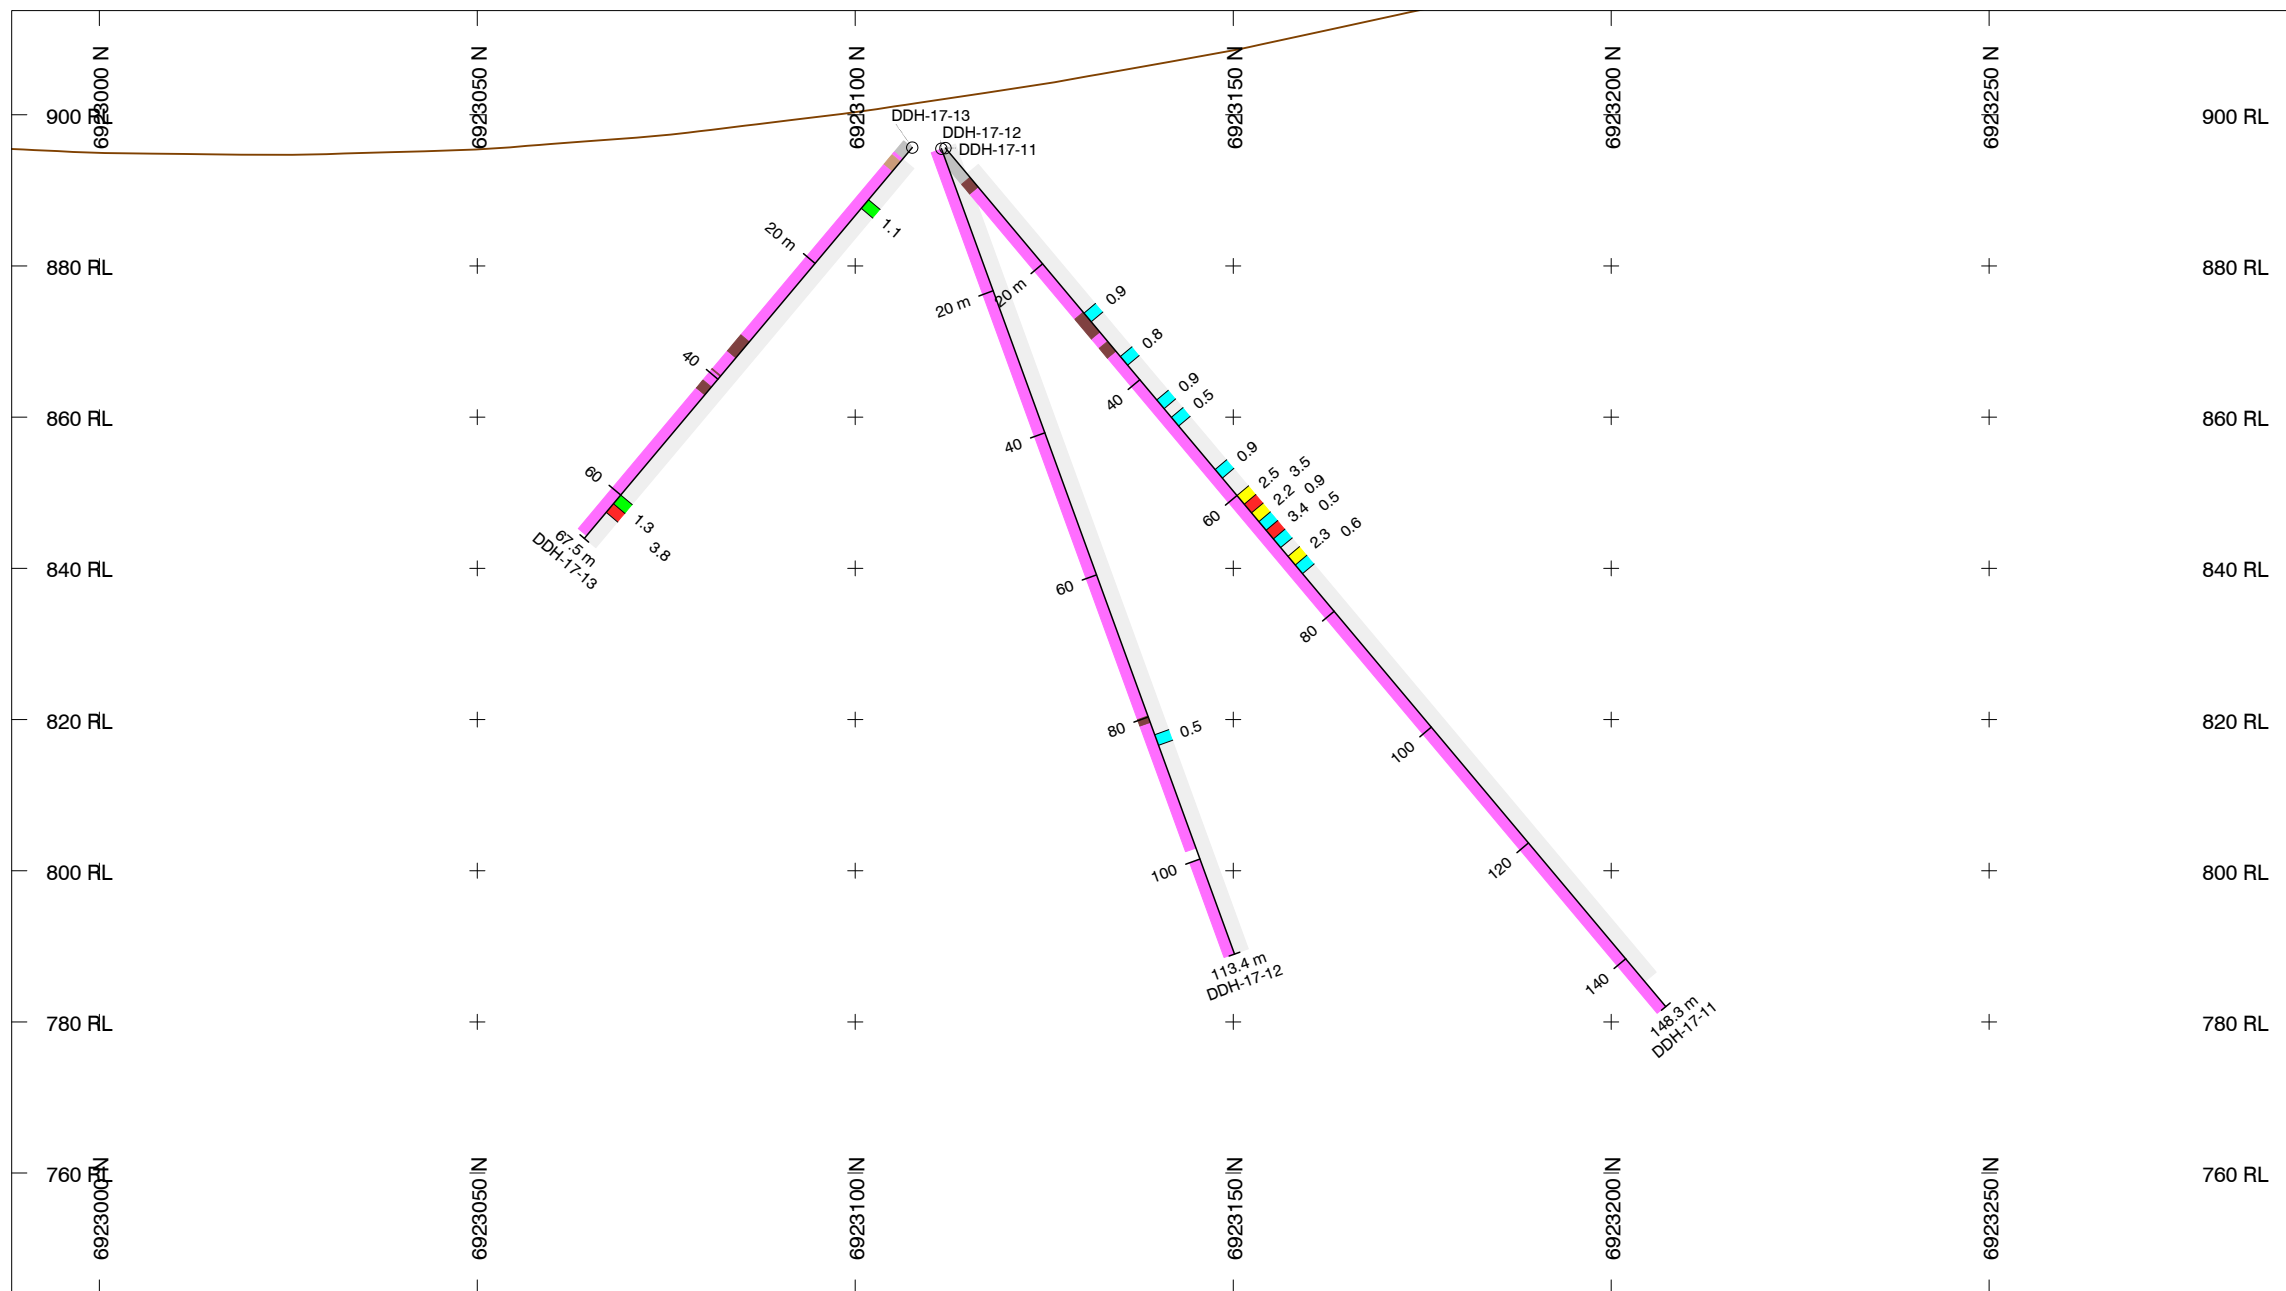 6923000 N
6923050 N
6923100 N
6923150 N
6923200 N
6923250 N
900 RL
900 RL
DDH-17-13
DDH-17-12
DDH-17-11
880 RL
880 RL
860 RL
860 RL
840 RL
840 RL
820 RL
820 RL
800 RL
800 RL
780 RL
780 RL
760 RL
760 RL
1.1
20 m
40
60
1.3
3.8
67.5 m
DDH-17-13
20 m
40
60
80
0.5
100
113.4 m
DDH-17-12
20 m
0.9
0.8
40
0.9
0.5
0.9
2.5
3.5
60
2.2
0.9
3.4
0.5
2.3
0.6
80
100
120
140
148.3 m
DDH-17-11
6923000 N
6923050 N
6923100 N
6923150 N
6923200 N
6923250 N